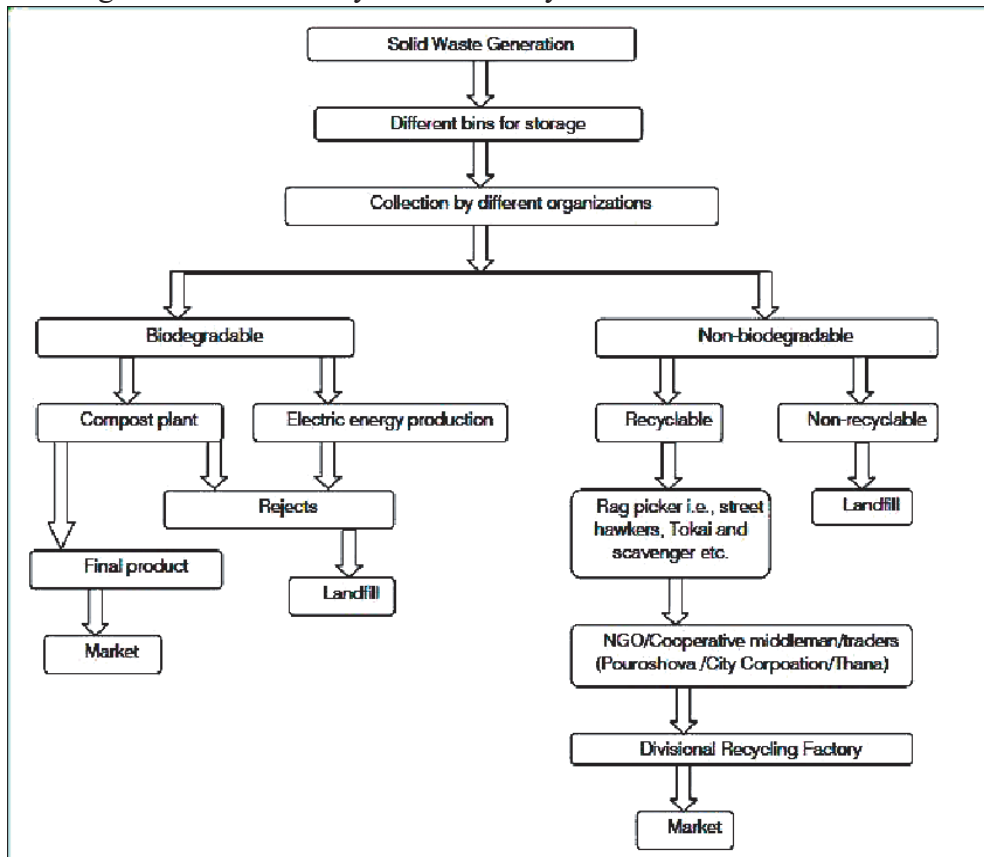 Solid Waste Generation
Different bins for storage
Collection by different organizations
Biodegradable
Non-biodegradable
Compost plant
Electric energy production
Recyclable
Non-recyclable
Rejects
Rag picker i.e., street
hawkers, Tokai and
scavenger etc.
Landfill
Final product
Landfill
Market
NGO/Cooperative middleman/traders
(Pouroshova /City Corpoation/Thana)
Divisional Recycling Factory
Market